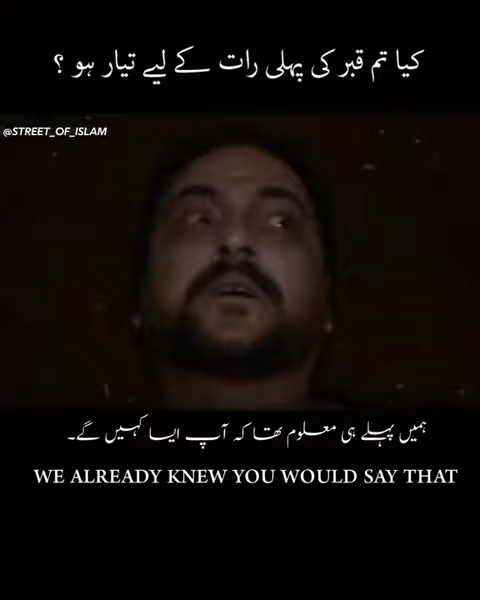 کیا تم قبر کی پہلی رات کے لیے تیار ہو ؟
@STREET_OF_ISLAM
ہمیں پہلے ہی معلوم تھا کہ آپ ایسا کہیں گے۔
WE ALREADY KNEW YOU WOULD SAY THAT